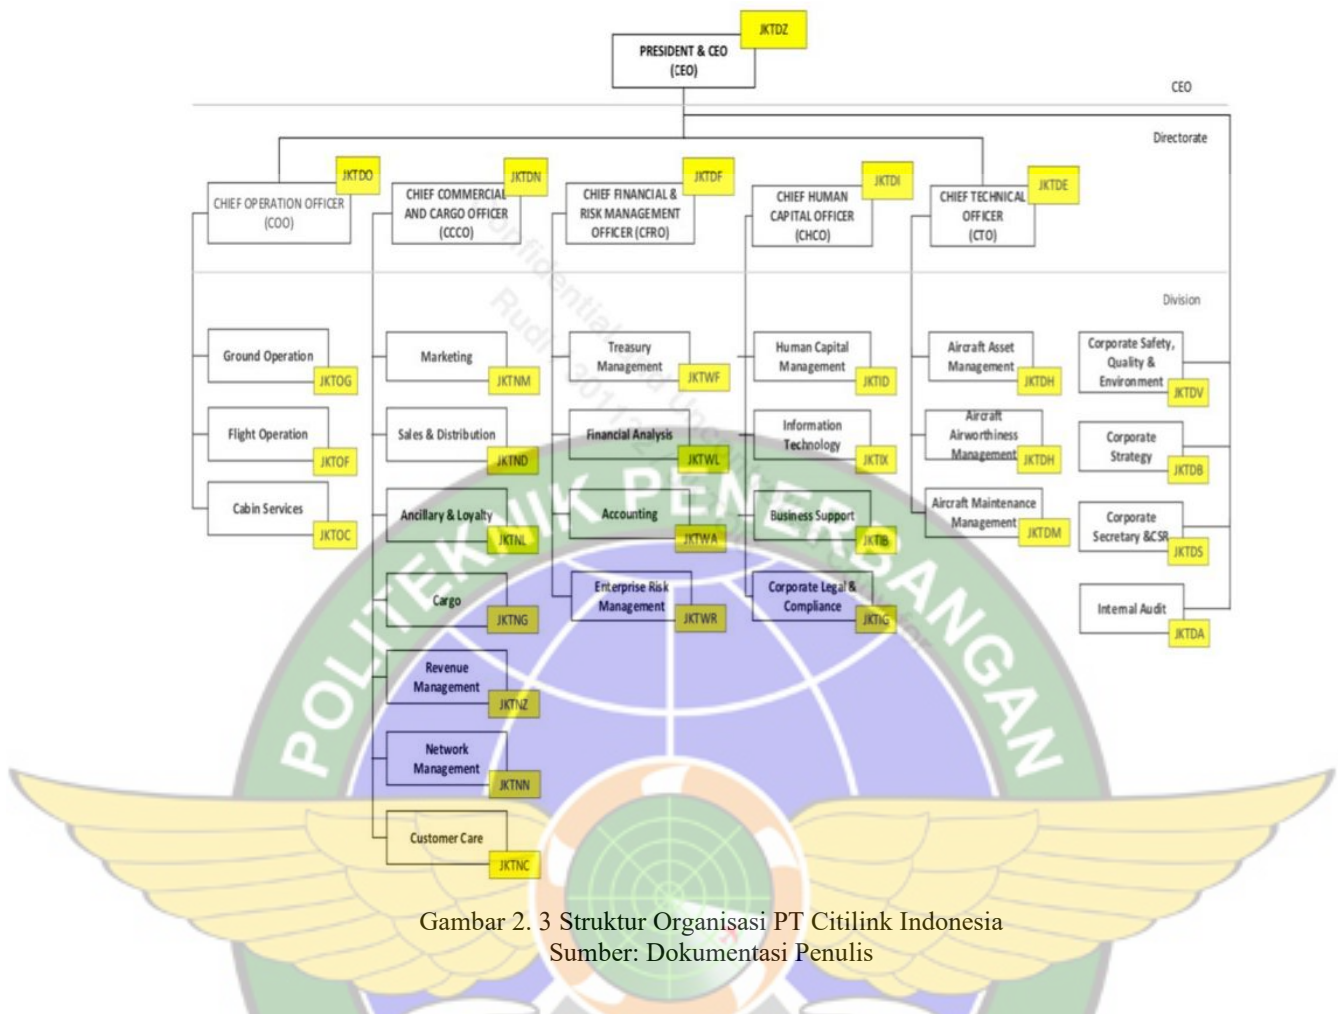 JKTDZ
PRESIDENT & CEO
(CEO)
CEO
Directorate
JKTDO
CHIEF OPERATION OFFICER
(COO)
JKTDN
CHIEF COMMERCIAL
AND CARGO OFFICER
(CCCO)
JKTDF
CHIEF FINANCIAL &
RISK MANAGEMENT
OFFICER (CFRO)
JKTDI
CHIEF HUMAN
CAPITAL OFFICER
(CHCO)
JKTDE
CHIEF TECHNICAL
OFFICER
(CTO)
Division
Ground Operation
JKTOG
Flight Operation
JKTOF
Cabin Services
JKTOC
Marketing
JKTNM
Sales & Distribution
JKTND
Ancillary & Loyalty
JKTNL
Cargo
JKTNG
Revenue
Management
JKTNZ
Network
Management
JKTNN
Customer Care
JKTNC
Treasury
Management
JKTWF
Financial Analysis
JKTWL
Accounting
JKTWA
Enterprise Risk
Management
JKTWR
Human Capital
Management
JKTID
Information
Technology
JKTIX
Business Support
JKTIB
Corporate Legal &
Compliance
JKTIG
Aircraft Asset
Management
JKTDH
Aircraft
Airworthiness
Management
JKTDH
Aircraft Maintenance
Management
JKTDM
Corporate Safety,
Quality &
Environment
JKTDV
Corporate
Strategy
JKTDB
Corporate
Secretary &CSR
JKTDS
Internal Audit
JKTDA
POLITEKNIK PENERBANGAN
Gambar 2. 3 Struktur Organisasi PT Citilink Indonesia
Sumber: Dokumentasi Penulis